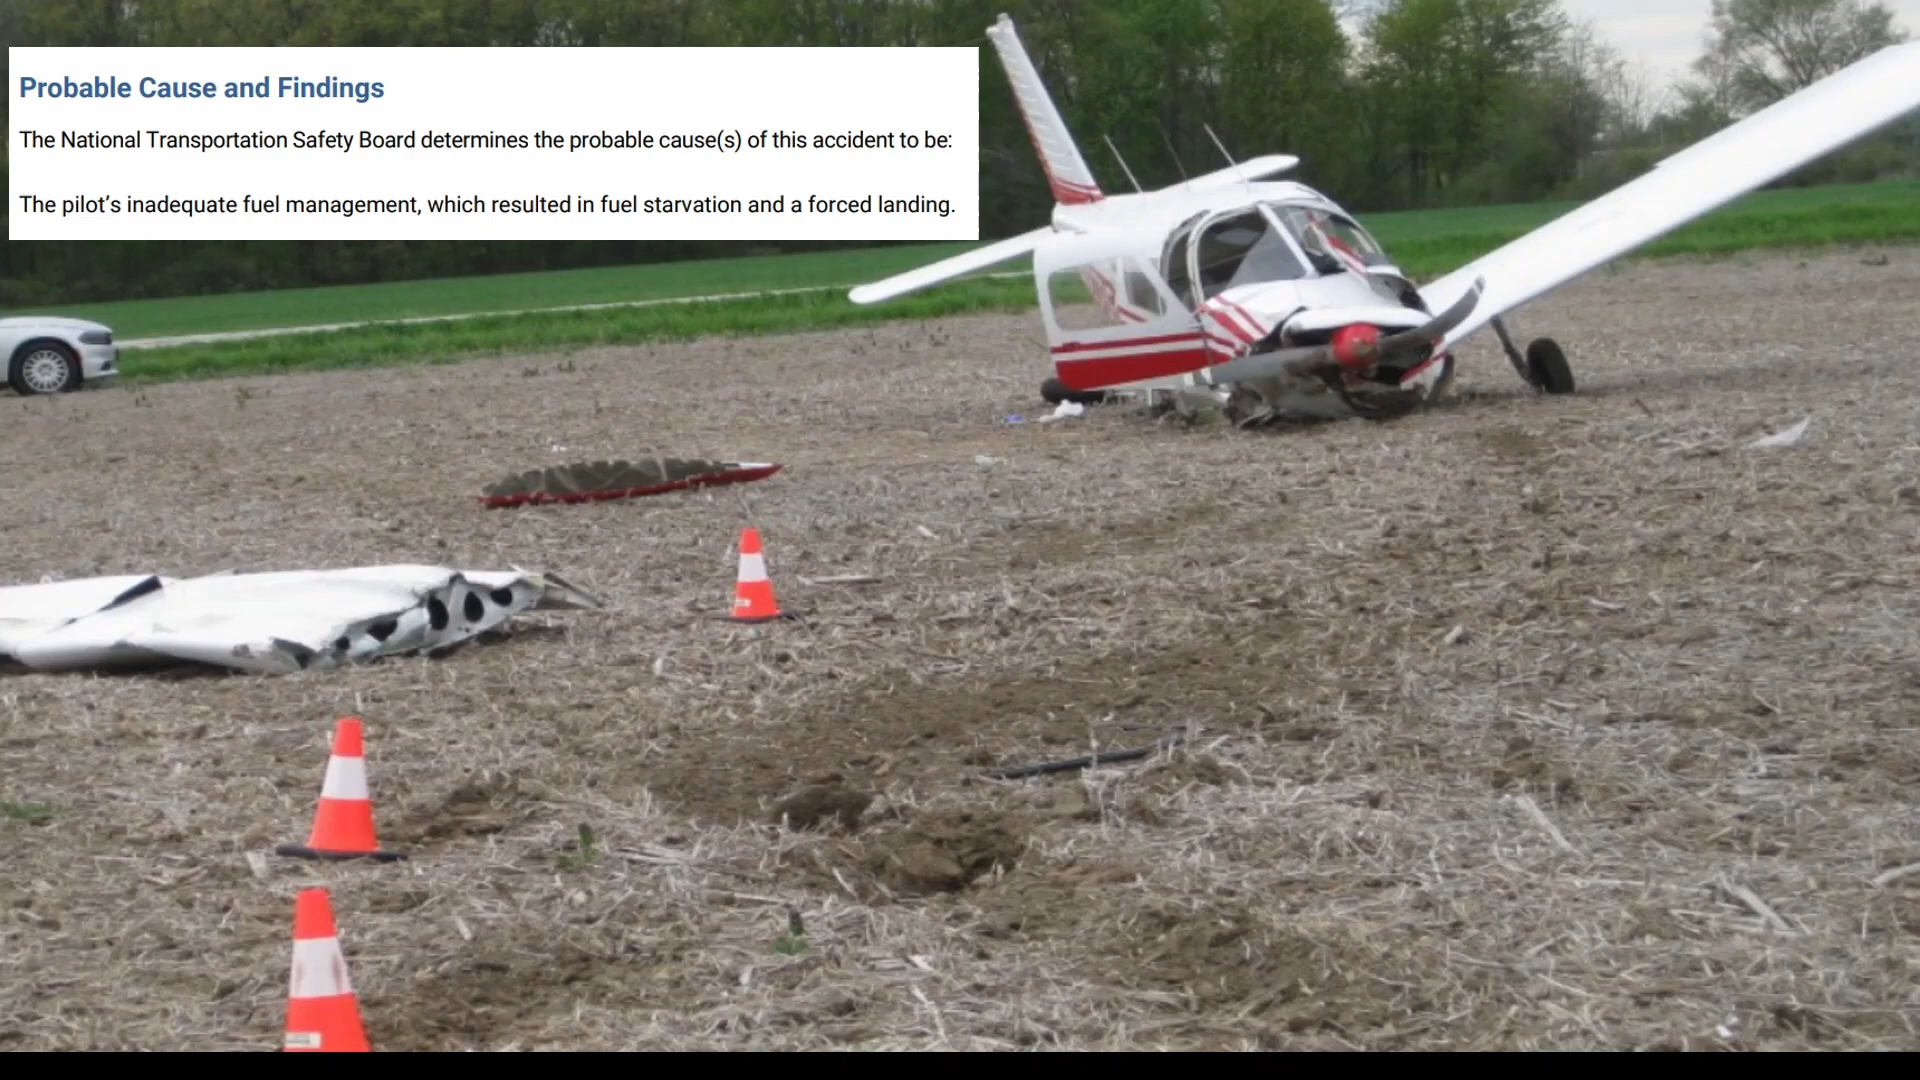 Probable Cause and Findings
The National Transportation Safety Board determines the probable cause(s) of this accident to be:
The pilot’s inadequate fuel management, which resulted in fuel starvation and a forced landing.